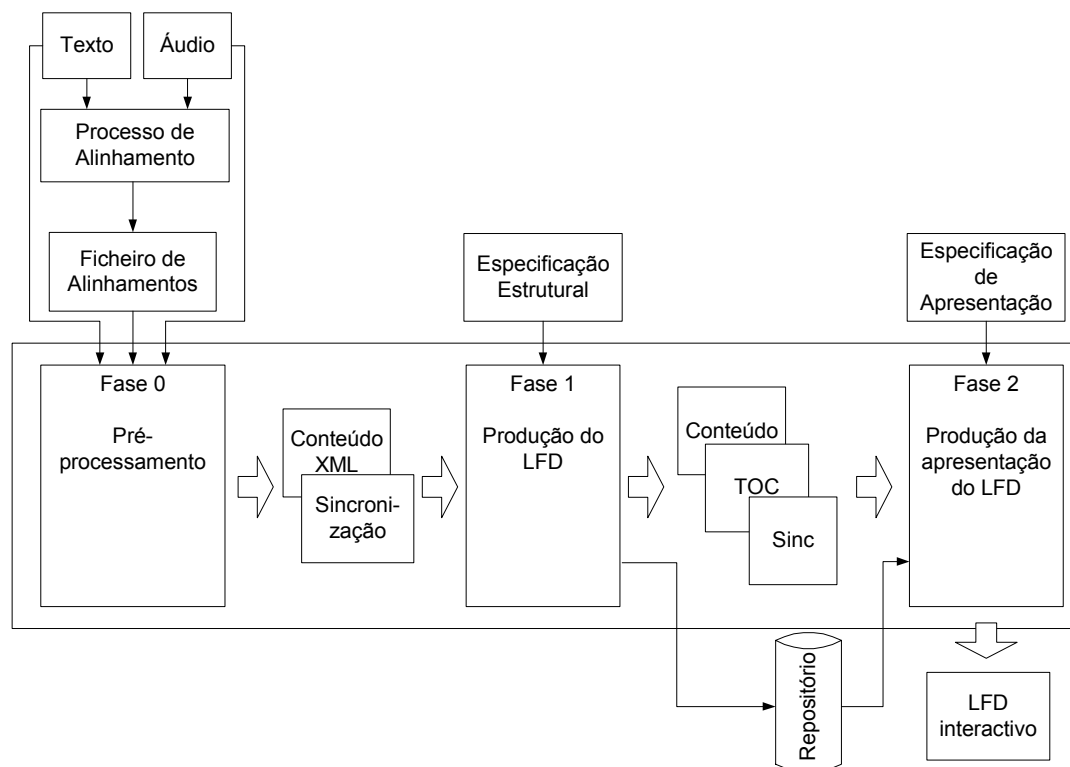 Texto
Áudio
Processo de
Alinhamento
Ficheiro de
Alinhamentos
Especificação
Estrutural
Especificação
de
Apresentação
Fase 0
Pré-
processamento
Conteúdo
XML
Sincroni-
zação
Fase 1
Produção do
LFD
Conteúdo
TOC
Sinc
Fase 2
Produção da
apresentação
do LFD
Repositório
LFD
interactivo